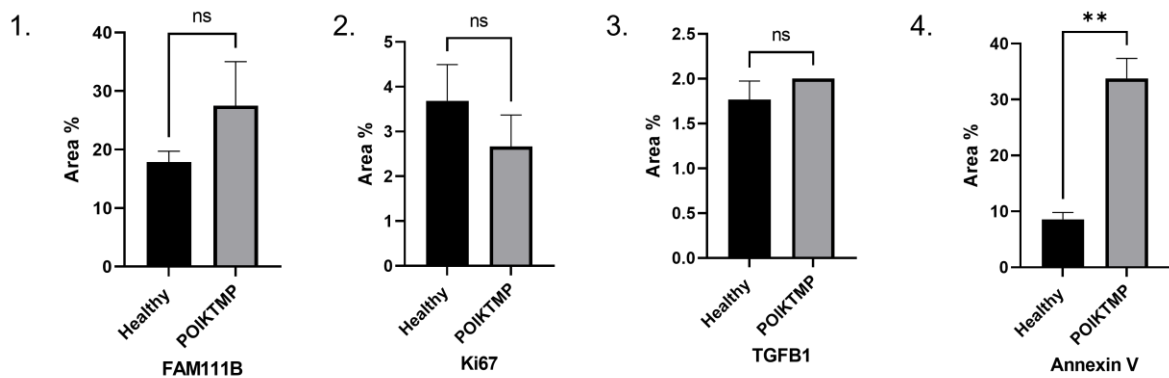 1.
ns
Area %
40
30
20
10
0
Healthy
POIKTMP
FAM111B
2.
ns
Area %
5
4
3
2
1
0
Healthy
POIKTMP
Ki67
3.
ns
Area %
2.5
2.0
1.5
1.0
0.5
0.0
Healthy
POIKTMP
TGFB1
4.
**
Area %
40
30
20
10
0
Healthy
POIKTMP
Annexin V